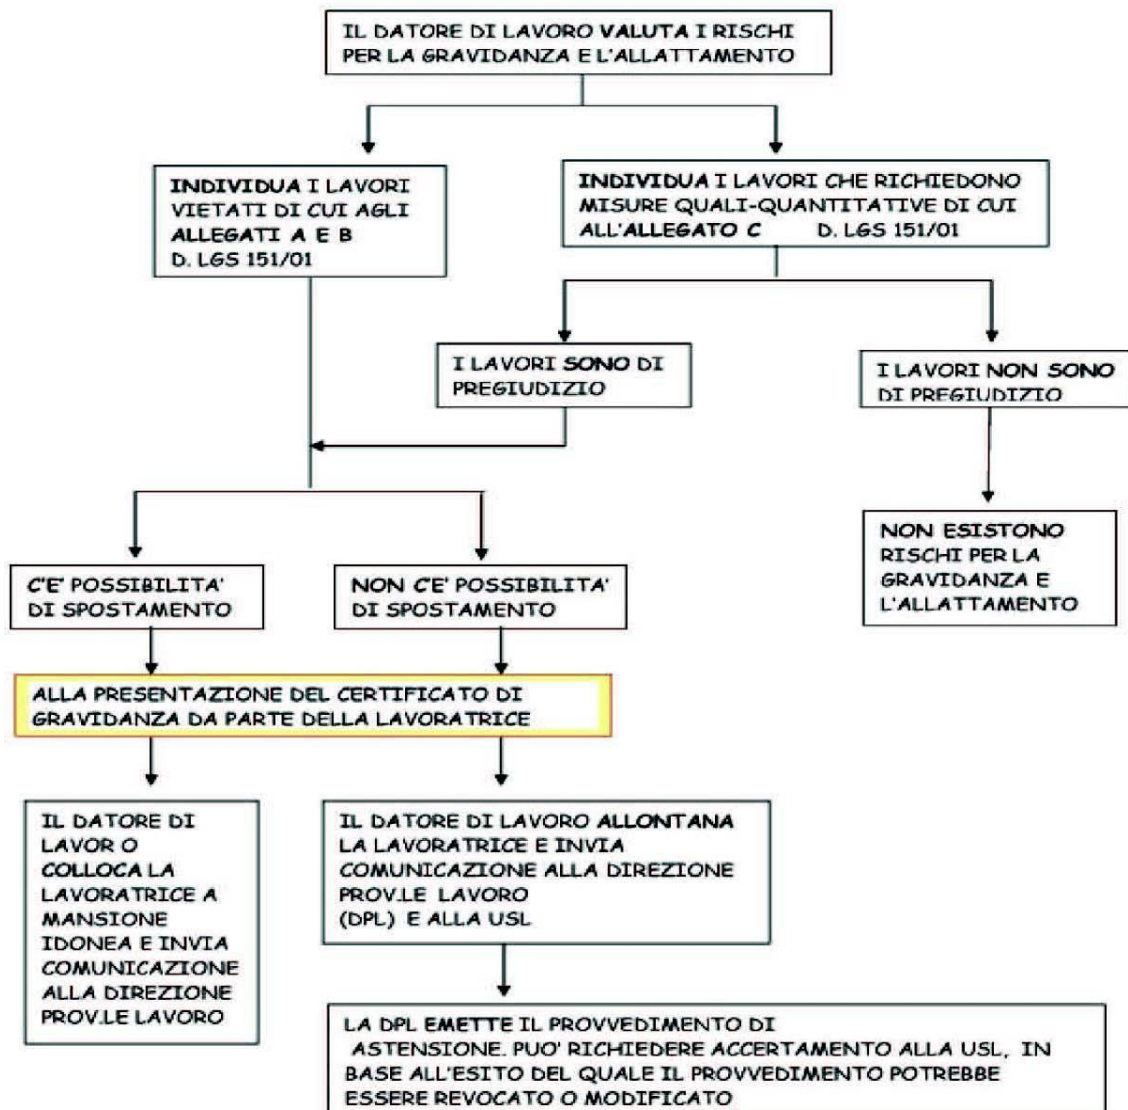 IL DATORE DI LAVORO VALUTA I RISCHI
PER LA GRAVIDANZA E L'ALLATTAMENTO
INDIVIDUA I LAVORI
VIETATI DI CUI AGLI
ALLEGATI A E B
D. LGS 151/01
INDIVIDUA I LAVORI CHE RICHIEDONO
MISURE QUALI-QUANTITATIVE DI CUI
ALL'ALLEGATO C D. LGS 151/01
I LAVORI SONO DI
PREGIUDIZIO
I LAVORI NON SONO
DI PREGIUDIZIO
NON ESISTONO
RISCHI PER LA
GRAVIDANZA E
L'ALLATTAMENTO
C'E' POSSIBILITA'
DI SPOSTAMENTO
NON C'E' POSSIBILITA'
DI SPOSTAMENTO
ALLA PRESENTAZIONE DEL CERTIFICATO DI
GRAVIDANZA DA PARTE DELLA LAVORATRICE
IL DATORE DI
LAVOR O
COLLOCA LA
LAVORATRICE A
MANSIONE
IDONEA E INVIA
COMUNICAZIONE
ALLA DIREZIONE
PROV.LE LAVORO
IL DATORE DI LAVORO ALLONTANA
LA LAVORATRICE E INVIA
COMUNICAZIONE ALLA DIREZIONE
PROV.LE LAVORO
(DPL) E ALLA USL
LA DPL EMETTE IL PROVVEDIMENTO DI
ASTENSIONE. PUO' RICHIEDERE ACCERTAMENTO ALLA USL, IN
BASE ALL'ESITO DEL QUALE IL PROVVEDIMENTO POTREBBE
ESSERE REVOCATO O MODIFICATO